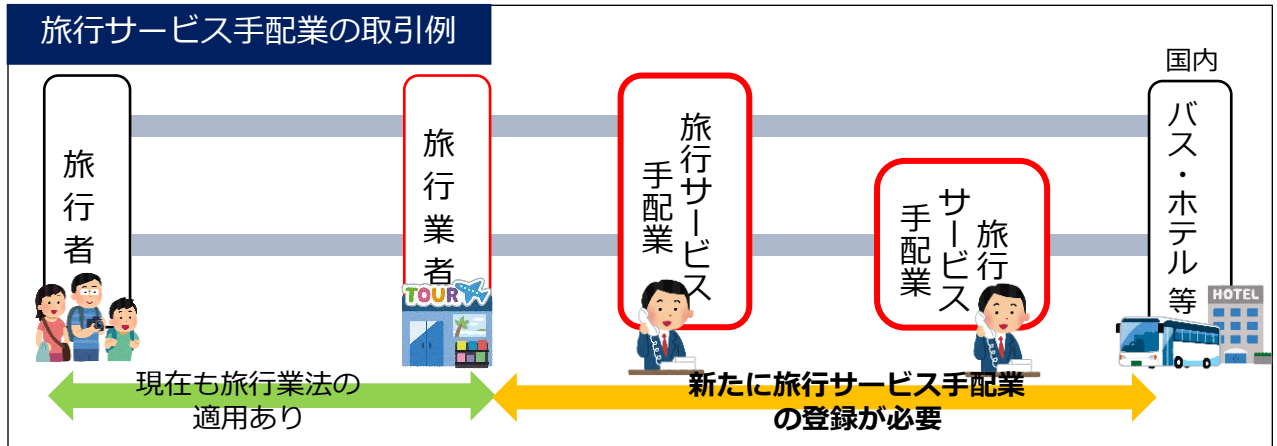 旅行サービス手配業の取引例
国内
旅行者
旅行業者
旅行サービス
手配業
旅行
サービス
手配業
バス・ホテル等
TOUR
HOTEL
現在も旅行業法の
適用あり
新たに旅行サービス手配業
の登録が必要